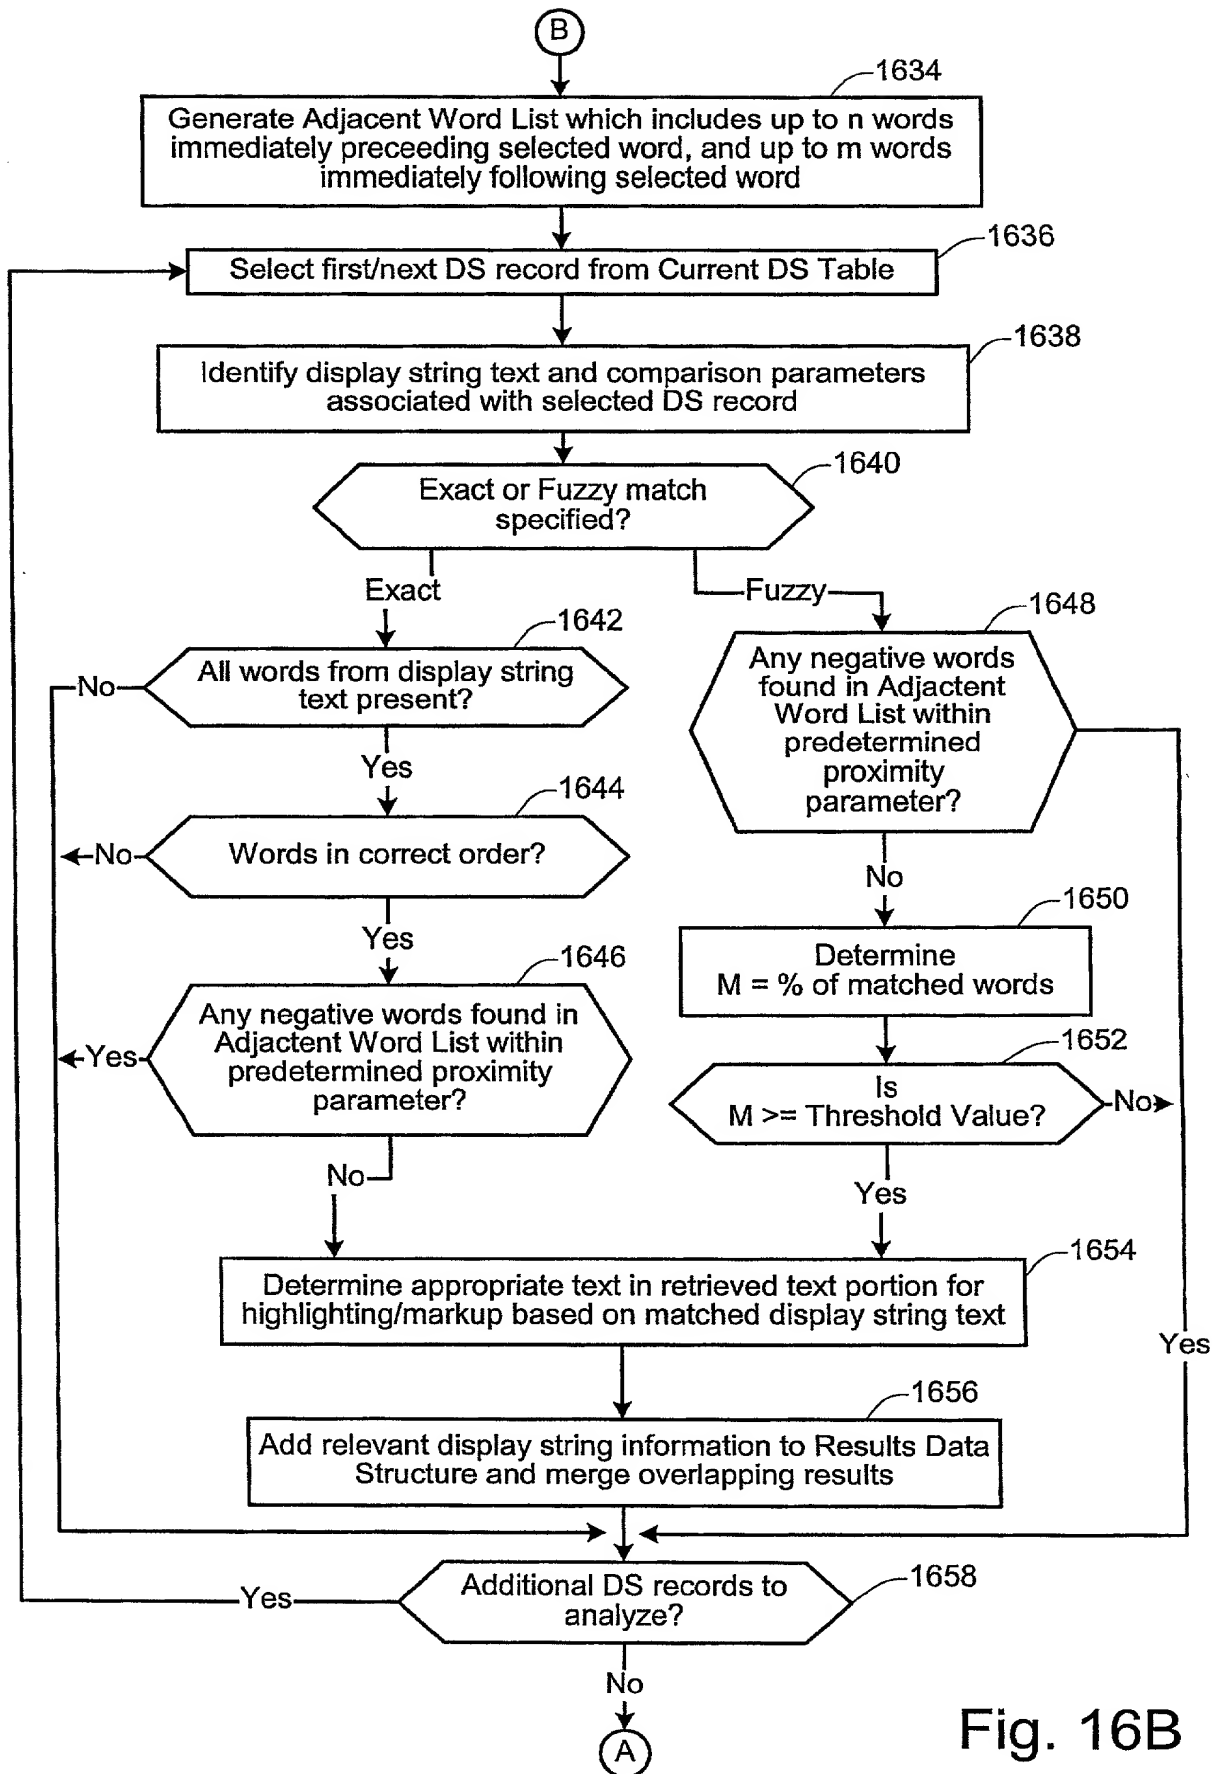 B
1634
Generate Adjacent Word List which includes up to n words
immediately preceeding selected word, and up to m words
immediately following selected word
1636
Select first/next DS record from Current DS Table
1638
Identify display string text and comparison parameters
associated with selected DS record
1640
Exact or Fuzzy match
specified?
Exact
Fuzzy
1642
All words from display string
text present?
No
Yes
1644
Words in correct order?
No
Yes
1646
Any negative words found in
Adjactent Word List within
predetermined proximity
parameter?
Yes
No
1648
Any negative words
found in Adjactent
Word List within
predetermined
proximity
parameter?
No
1650
Determine
M = % of matched words
1652
Is
M >= Threshold Value?
No
Yes
Yes
1654
Determine appropriate text in retrieved text portion for
highlighting/markup based on matched display string text
1656
Add relevant display string information to Results Data
Structure and merge overlapping results
1658
Additional DS records to
analyze?
Yes
No
A
Fig. 16B